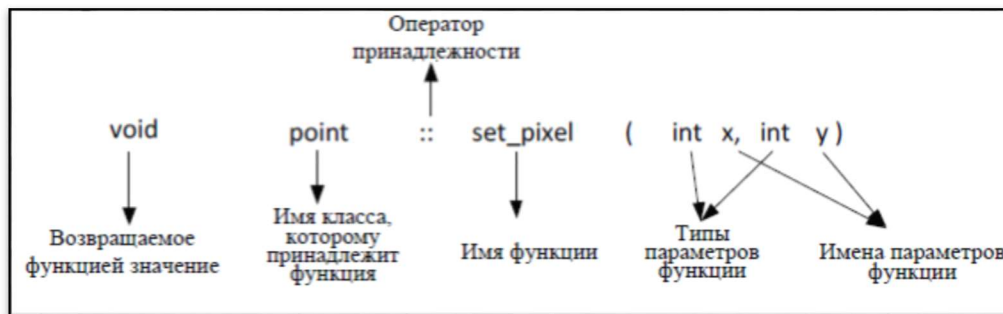 Оператор
принадлежности
void point :: set_pixel ( int x, int y )
Возвращаемое
функцией значение
Имя класса,
которому
принадлежит
функция
Имя функции
Типы
параметров
функции
Имена параметров
функции